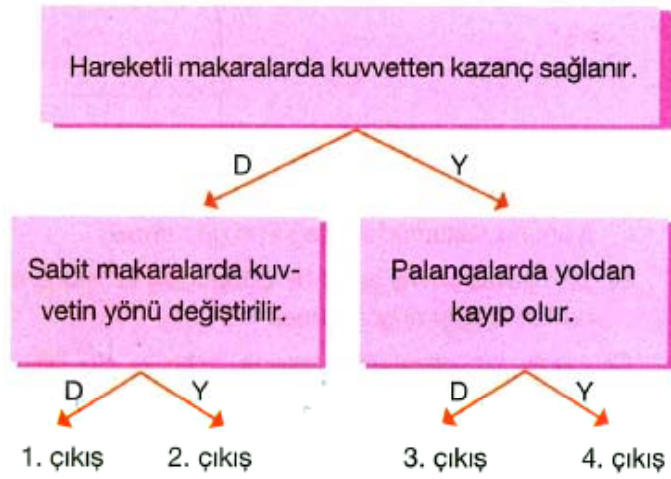 Hareketli makaralarda kuvvetten kazanç sağlanır.
D Y
Sabit makaralarda kuv-
vetin yönü değiştirilir.
Palangalarda yoldan
kayıp olur.
D Y D Y
1. çıkış 2. çıkış 3. çıkış 4. çıkış